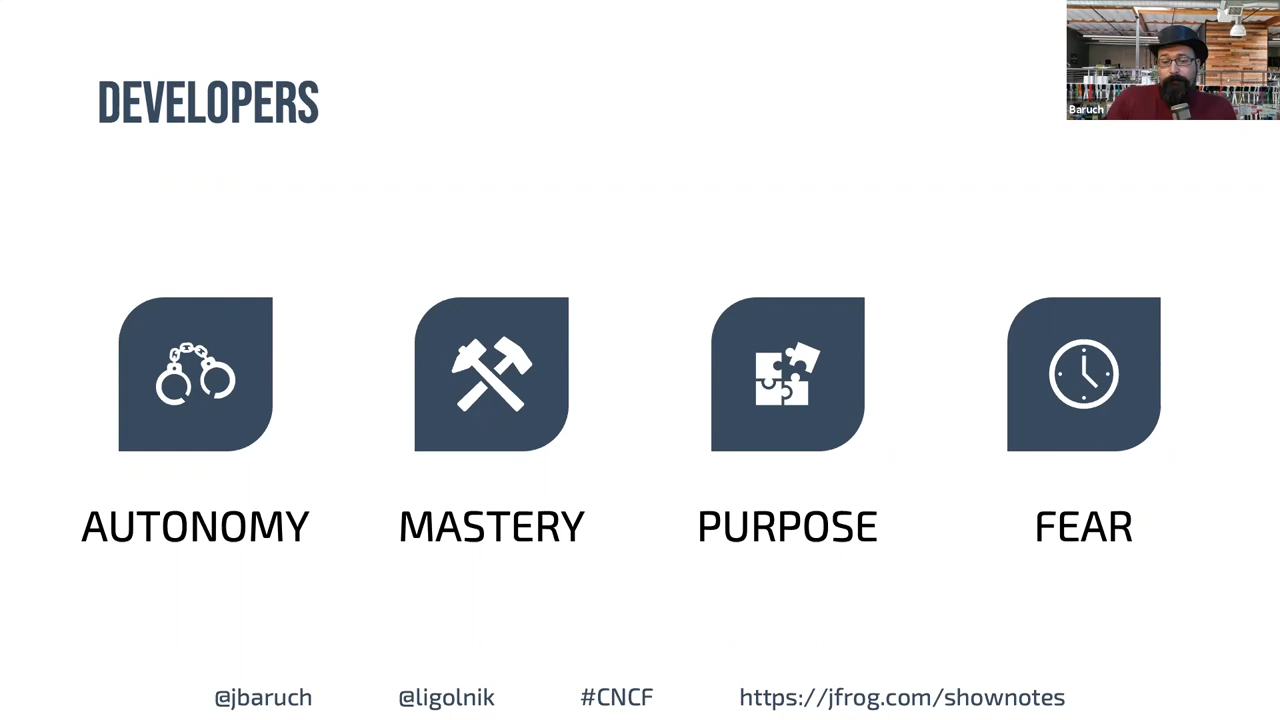 DEVELOPERS
Baruch
AUTONOMY
MASTERY
PURPOSE
FEAR
@jbaruch
@ligolnik
#CNCF
https://jfrog.com/shownotes